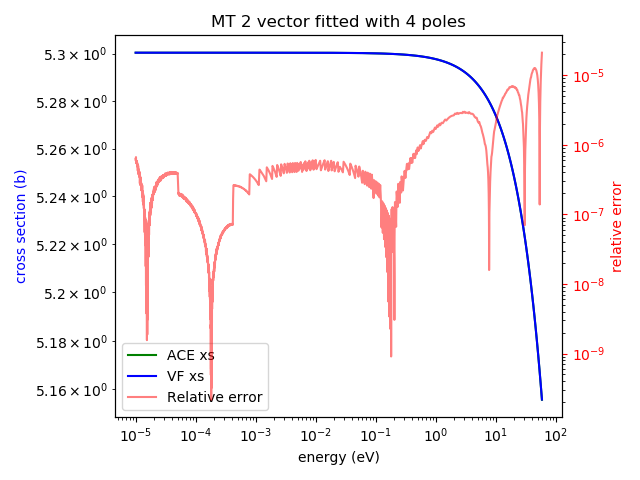 MT 2 vector fitted with 4 poles
cross section (b)
5.3 × 10⁰
5.28 × 10⁰
5.26 × 10⁰
5.24 × 10⁰
5.22 × 10⁰
5.2 × 10⁰
5.18 × 10⁰
5.16 × 10⁰
10⁻⁵
10⁻⁶
10⁻⁷
10⁻⁸
10⁻⁹
relative error
ACE xs
VF xs
Relative error
10⁻⁵ 10⁻⁴ 10⁻³ 10⁻² 10⁻¹ 10⁰ 10¹ 10²
energy (eV)